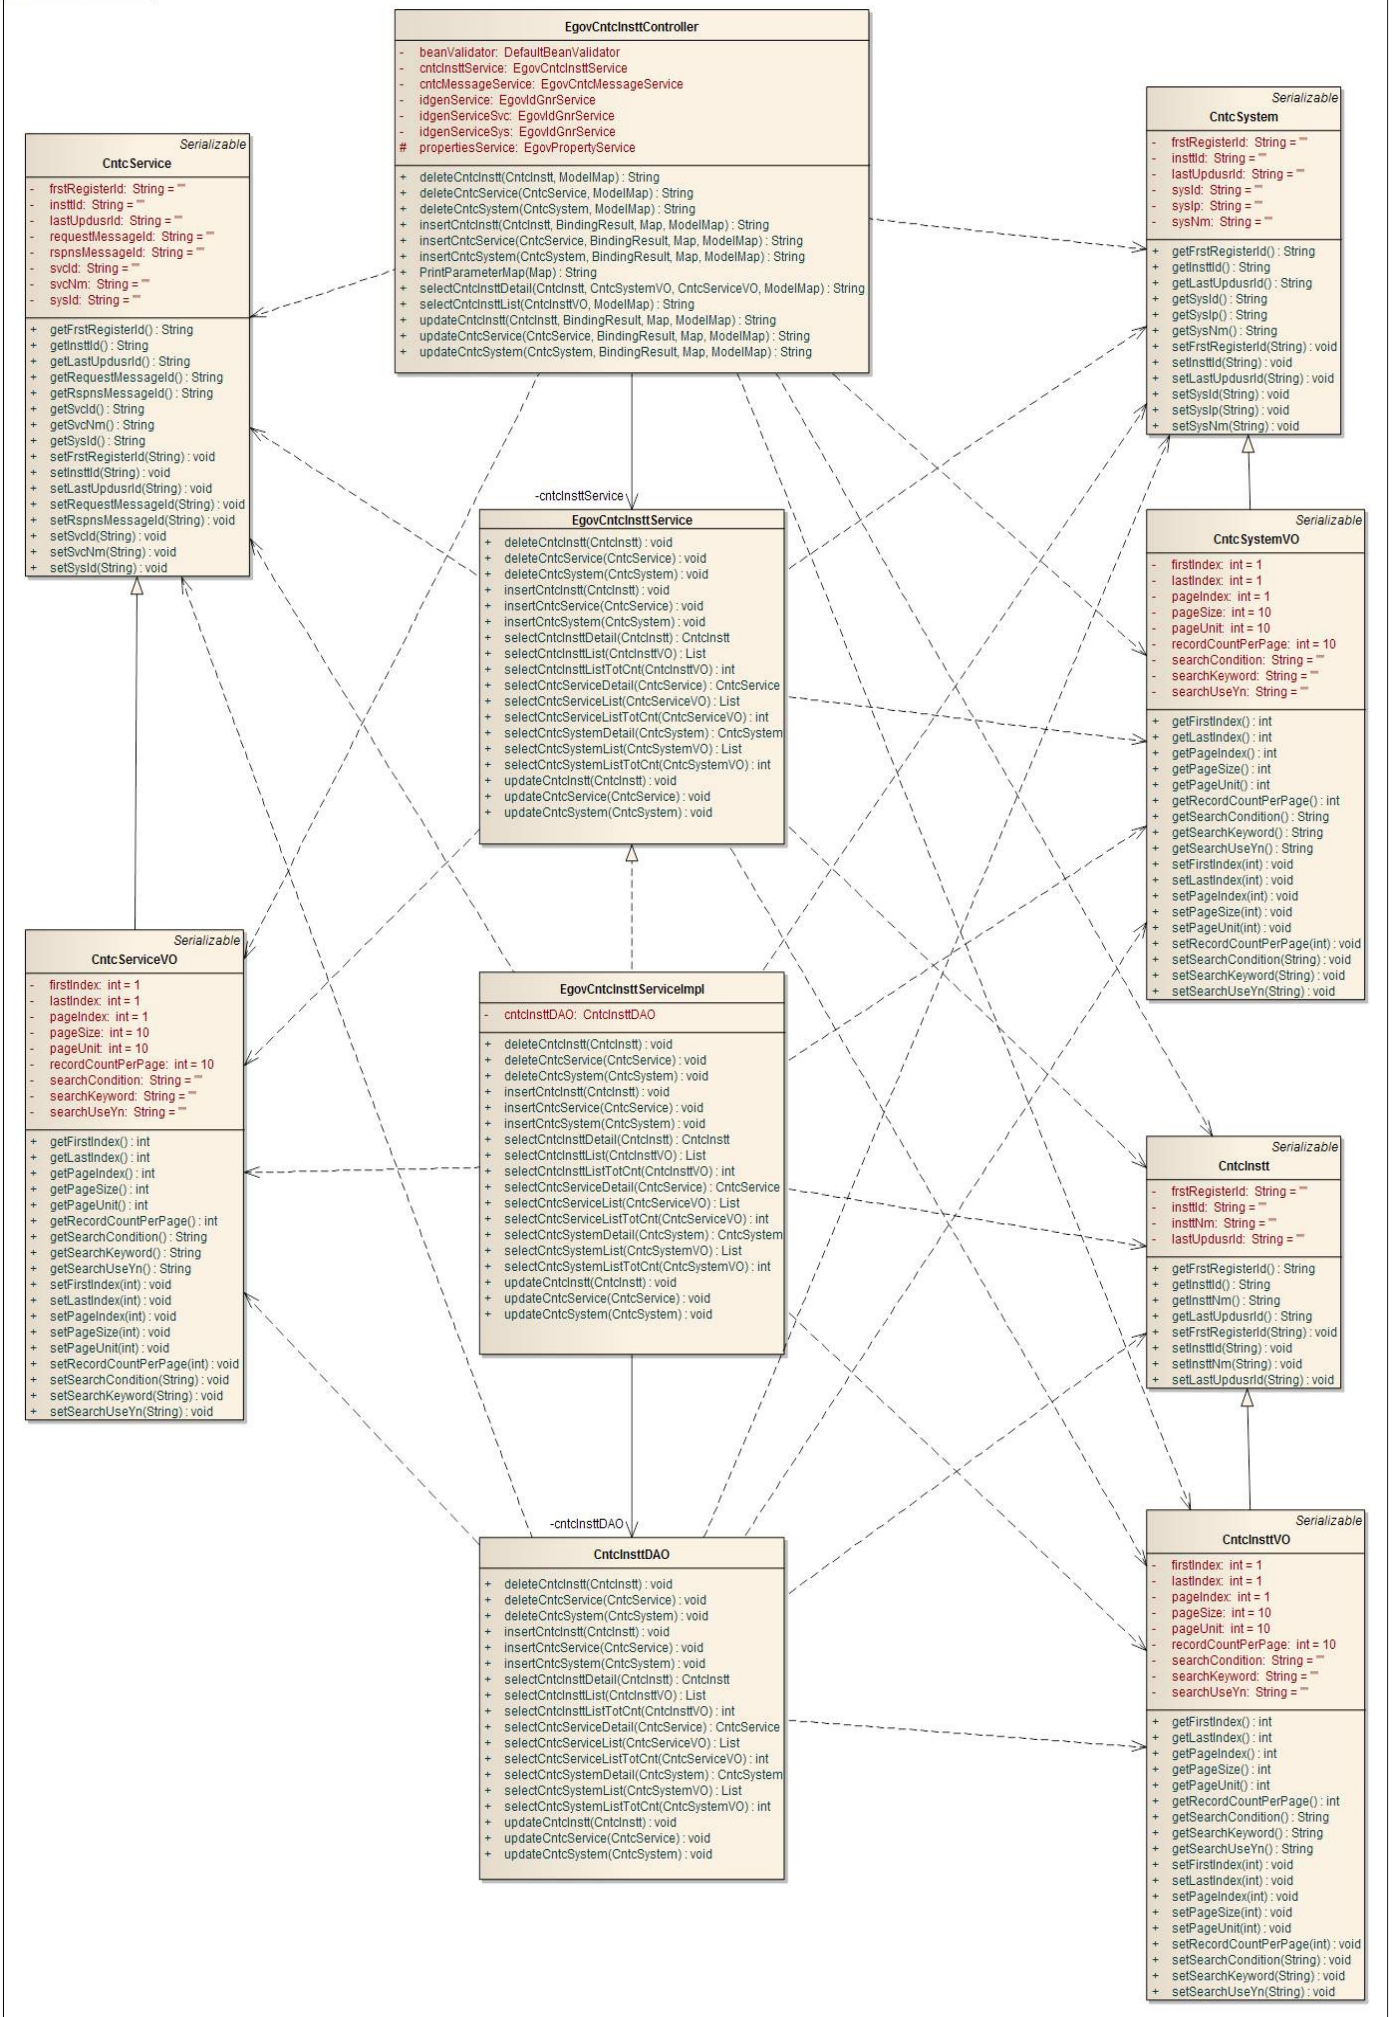 EgovCntcInsttController
- beanValidator: DefaultBeanValidator
- cntcInsttService: EgovCntcInsttService
- cntcMessageService: EgovCntcMessageService
- idgenService: EgovIdGnrService
- idgenServiceSvc: EgovIdGnrService
- idgenServiceSys: EgovIdGnrService
# propertiesService: EgovPropertyService
+ deleteCntcInstt(CntcInstt, ModelMap) : String
+ deleteCntcService(CntcService, ModelMap) : String
+ deleteCntcSystem(CntcSystem, ModelMap) : String
+ insertCntcInstt(CntcInstt, BindingResult, Map, ModelMap) : String
+ insertCntcService(CntcService, BindingResult, Map, ModelMap) : String
+ insertCntcSystem(CntcSystem, BindingResult, Map, ModelMap) : String
+ PrintParameterMap(Map) : String
+ selectCntcInsttDetail(CntcInstt, CntcSystemVO, CntcServiceVO, ModelMap) : String
+ selectCntcInsttList(CntcInsttVO, ModelMap) : String
+ updateCntcInstt(CntcInstt, BindingResult, Map, ModelMap) : String
+ updateCntcService(CntcService, BindingResult, Map, ModelMap) : String
+ updateCntcSystem(CntcSystem, BindingResult, Map, ModelMap) : String
Serializable
CntcService
- frstRegisterId: String = ""
- insttId: String = ""
- lastUpdusrId: String = ""
- requestMessageId: String = ""
- rspnsMessageId: String = ""
- svcId: String = ""
- svcNm: String = ""
- sysId: String = ""
+ getFrstRegisterId() : String
+ getInsttId() : String
+ getLastUpdusrId() : String
+ getRequestMessageId() : String
+ getRspnsMessageId() : String
+ getSvcId() : String
+ getSvcNm() : String
+ getSysId() : String
+ setFrstRegisterId(String) : void
+ setInsttId(String) : void
+ setLastUpdusrId(String) : void
+ setRequestMessageId(String) : void
+ setRspnsMessageId(String) : void
+ setSvcId(String) : void
+ setSvcNm(String) : void
+ setSysId(String) : void
Serializable
CntcSystem
- frstRegisterId: String = ""
- insttId: String = ""
- lastUpdusrId: String = ""
- sysId: String = ""
- sysIp: String = ""
- sysNm: String = ""
+ getFrstRegisterId() : String
+ getInsttId() : String
+ getLastUpdusrId() : String
+ getSysId() : String
+ getSysIp() : String
+ getSysNm() : String
+ setFrstRegisterId(String) : void
+ setInsttId(String) : void
+ setLastUpdusrId(String) : void
+ setSysId(String) : void
+ setSysIp(String) : void
+ setSysNm(String) : void
-cntcInsttService
EgovCntcInsttService
+ deleteCntcInstt(CntcInstt) : void
+ deleteCntcService(CntcService) : void
+ deleteCntcSystem(CntcSystem) : void
+ insertCntcInstt(CntcInstt) : void
+ insertCntcService(CntcService) : void
+ insertCntcSystem(CntcSystem) : void
+ selectCntcInsttDetail(CntcInstt) : CntcInstt
+ selectCntcInsttList(CntcInsttVO) : List
+ selectCntcInsttListTotCnt(CntcInsttVO) : int
+ selectCntcServiceDetail(CntcService) : CntcService
+ selectCntcServiceList(CntcServiceVO) : List
+ selectCntcServiceListTotCnt(CntcServiceVO) : int
+ selectCntcSystemDetail(CntcSystem) : CntcSystem
+ selectCntcSystemList(CntcSystemVO) : List
+ selectCntcSystemListTotCnt(CntcSystemVO) : int
+ updateCntcInstt(CntcInstt) : void
+ updateCntcService(CntcService) : void
+ updateCntcSystem(CntcSystem) : void
Serializable
CntcSystemVO
- firstIndex: int = 1
- lastIndex: int = 1
- pageIndex: int = 1
- pageSize: int = 10
- pageUnit: int = 10
- recordCountPerPage: int = 10
- searchCondition: String = ""
- searchKeyword: String = ""
- searchUseYn: String = ""
+ getFirstIndex() : int
+ getLastIndex() : int
+ getPageIndex() : int
+ getPageSize() : int
+ getPageUnit() : int
+ getRecordCountPerPage() : int
+ getSearchCondition() : String
+ getSearchKeyword() : String
+ getSearchUseYn() : String
+ setFirstIndex(int) : void
+ setLastIndex(int) : void
+ setPageIndex(int) : void
+ setPageSize(int) : void
+ setPageUnit(int) : void
+ setRecordCountPerPage(int) : void
+ setSearchCondition(String) : void
+ setSearchKeyword(String) : void
+ setSearchUseYn(String) : void
Serializable
CntcServiceVO
- firstIndex: int = 1
- lastIndex: int = 1
- pageIndex: int = 1
- pageSize: int = 10
- pageUnit: int = 10
- recordCountPerPage: int = 10
- searchCondition: String = ""
- searchKeyword: String = ""
- searchUseYn: String = ""
+ getFirstIndex() : int
+ getLastIndex() : int
+ getPageIndex() : int
+ getPageSize() : int
+ getPageUnit() : int
+ getRecordCountPerPage() : int
+ getSearchCondition() : String
+ getSearchKeyword() : String
+ getSearchUseYn() : String
+ setFirstIndex(int) : void
+ setLastIndex(int) : void
+ setPageIndex(int) : void
+ setPageSize(int) : void
+ setPageUnit(int) : void
+ setRecordCountPerPage(int) : void
+ setSearchCondition(String) : void
+ setSearchKeyword(String) : void
+ setSearchUseYn(String) : void
EgovCntcInsttServiceImpl
- cntcInsttDAO: CntcInsttDAO
+ deleteCntcInstt(CntcInstt) : void
+ deleteCntcService(CntcService) : void
+ deleteCntcSystem(CntcSystem) : void
+ insertCntcInstt(CntcInstt) : void
+ insertCntcService(CntcService) : void
+ insertCntcSystem(CntcSystem) : void
+ selectCntcInsttDetail(CntcInstt) : CntcInstt
+ selectCntcInsttList(CntcInsttVO) : List
+ selectCntcInsttListTotCnt(CntcInsttVO) : int
+ selectCntcServiceDetail(CntcService) : CntcService
+ selectCntcServiceList(CntcServiceVO) : List
+ selectCntcServiceListTotCnt(CntcServiceVO) : int
+ selectCntcSystemDetail(CntcSystem) : CntcSystem
+ selectCntcSystemList(CntcSystemVO) : List
+ selectCntcSystemListTotCnt(CntcSystemVO) : int
+ updateCntcInstt(CntcInstt) : void
+ updateCntcService(CntcService) : void
+ updateCntcSystem(CntcSystem) : void
Serializable
CntcInstt
- frstRegisterId: String = ""
- insttId: String = ""
- insttNm: String = ""
- lastUpdusrId: String = ""
+ getFrstRegisterId() : String
+ getInsttId() : String
+ getInsttNm() : String
+ getLastUpdusrId() : String
+ setFrstRegisterId(String) : void
+ setInsttId(String) : void
+ setInsttNm(String) : void
+ setLastUpdusrId(String) : void
-cntcInsttDAO
CntcInsttDAO
+ deleteCntcInstt(CntcInstt) : void
+ deleteCntcService(CntcService) : void
+ deleteCntcSystem(CntcSystem) : void
+ insertCntcInstt(CntcInstt) : void
+ insertCntcService(CntcService) : void
+ insertCntcSystem(CntcSystem) : void
+ selectCntcInsttDetail(CntcInstt) : CntcInstt
+ selectCntcInsttList(CntcInsttVO) : List
+ selectCntcInsttListTotCnt(CntcInsttVO) : int
+ selectCntcServiceDetail(CntcService) : CntcService
+ selectCntcServiceList(CntcServiceVO) : List
+ selectCntcServiceListTotCnt(CntcServiceVO) : int
+ selectCntcSystemDetail(CntcSystem) : CntcSystem
+ selectCntcSystemList(CntcSystemVO) : List
+ selectCntcSystemListTotCnt(CntcSystemVO) : int
+ updateCntcInstt(CntcInstt) : void
+ updateCntcService(CntcService) : void
+ updateCntcSystem(CntcSystem) : void
Serializable
CntcInsttVO
- firstIndex: int = 1
- lastIndex: int = 1
- pageIndex: int = 1
- pageSize: int = 10
- pageUnit: int = 10
- recordCountPerPage: int = 10
- searchCondition: String = ""
- searchKeyword: String = ""
- searchUseYn: String = ""
+ getFirstIndex() : int
+ getLastIndex() : int
+ getPageIndex() : int
+ getPageSize() : int
+ getPageUnit() : int
+ getRecordCountPerPage() : int
+ getSearchCondition() : String
+ getSearchKeyword() : String
+ getSearchUseYn() : String
+ setFirstIndex(int) : void
+ setLastIndex(int) : void
+ setPageIndex(int) : void
+ setPageSize(int) : void
+ setPageUnit(int) : void
+ setRecordCountPerPage(int) : void
+ setSearchCondition(String) : void
+ setSearchKeyword(String) : void
+ setSearchUseYn(String) : void